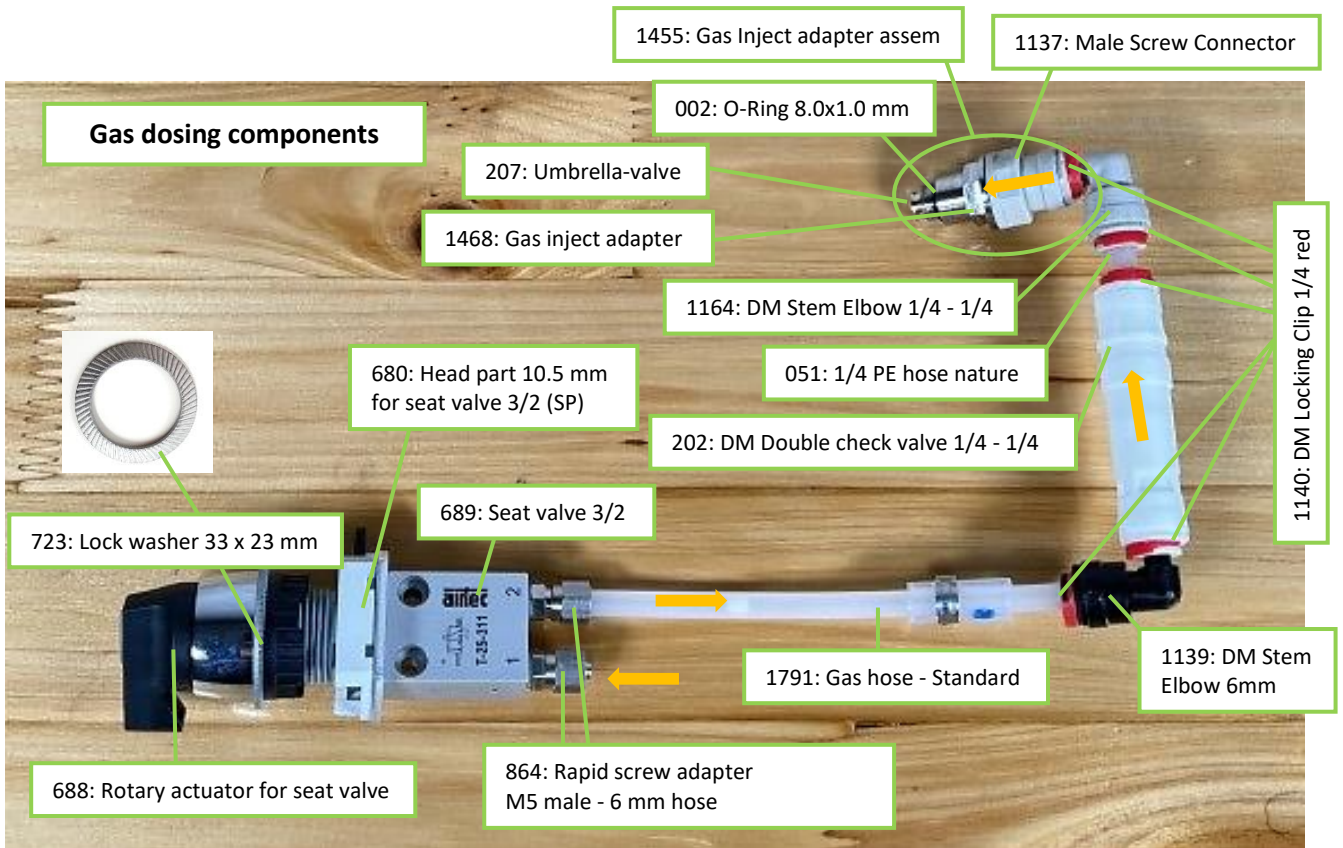 1455: Gas Inject adapter assem
1137: Male Screw Connector
002: O-Ring 8.0x1.0 mm
Gas dosing components
207: Umbrella-valve
1468: Gas inject adapter
1140: DM Locking Clip 1/4 red
1164: DM Stem Elbow 1/4 - 1/4
680: Head part 10.5 mm
for seat valve 3/2 (SP)
051: 1/4 PE hose nature
202: DM Double check valve 1/4 - 1/4
689: Seat valve 3/2
723: Lock washer 33 x 23 mm
airtec
T-25-311
2
1
1791: Gas hose - Standard
1139: DM Stem
Elbow 6mm
688: Rotary actuator for seat valve
864: Rapid screw adapter
M5 male - 6 mm hose